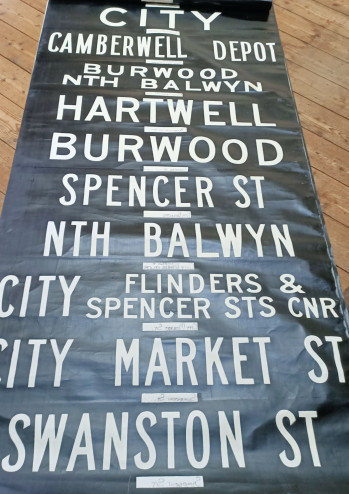 CITY
CAMBERWELL DEPOT
BURWOOD
NTH BALWYN
HARTWELL
BURWOOD
SPENCER ST
NTH BALWYN
CITY FLINDERS &
SPENCER STS CNR
CITY MARKET ST
SWANSTON ST